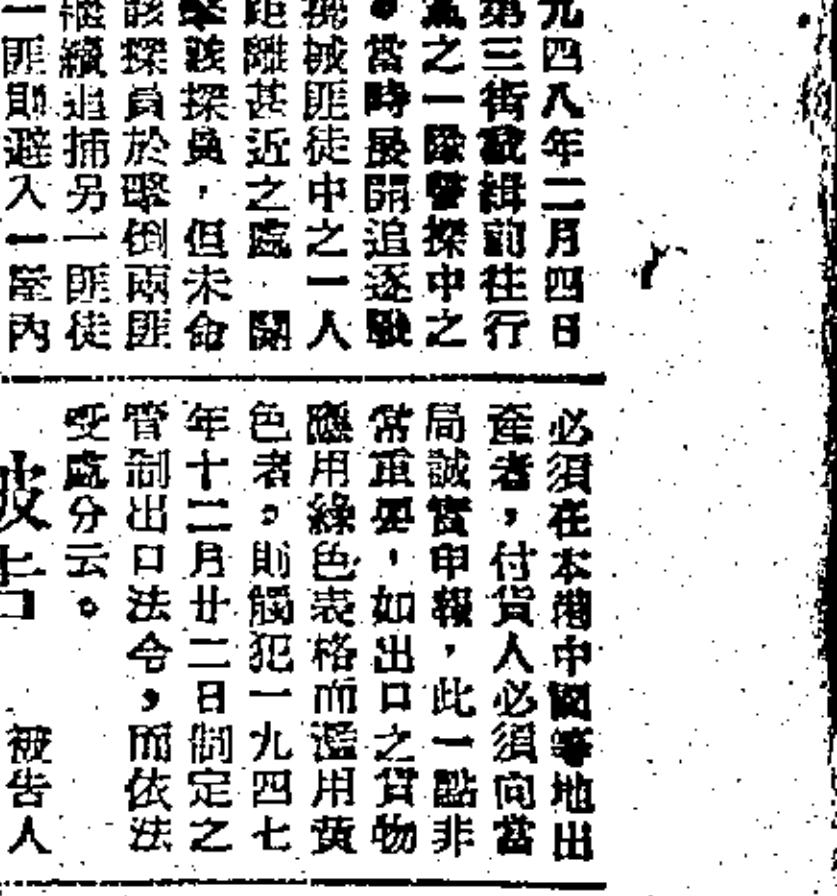 九四八年二月四日
第三街截緝前往行
之一隊警探中之
當時展開追逐戰
械匪徒中之一人
距離甚近之處 開
擊該探員，但未命
該探員於擊倒兩匪
繼續追捕另一匪徒
一匪則避入一屋內
必須在本港中國等地出
產者，付貨人必須向當
局誠實申報，此一點非
常重要，如出口之貨物
應用綠色表格而濫用黃
色者。則觸犯一九四七
年十二月廿二日制定之
管制出口法令，而依法
受處分云。
被告人